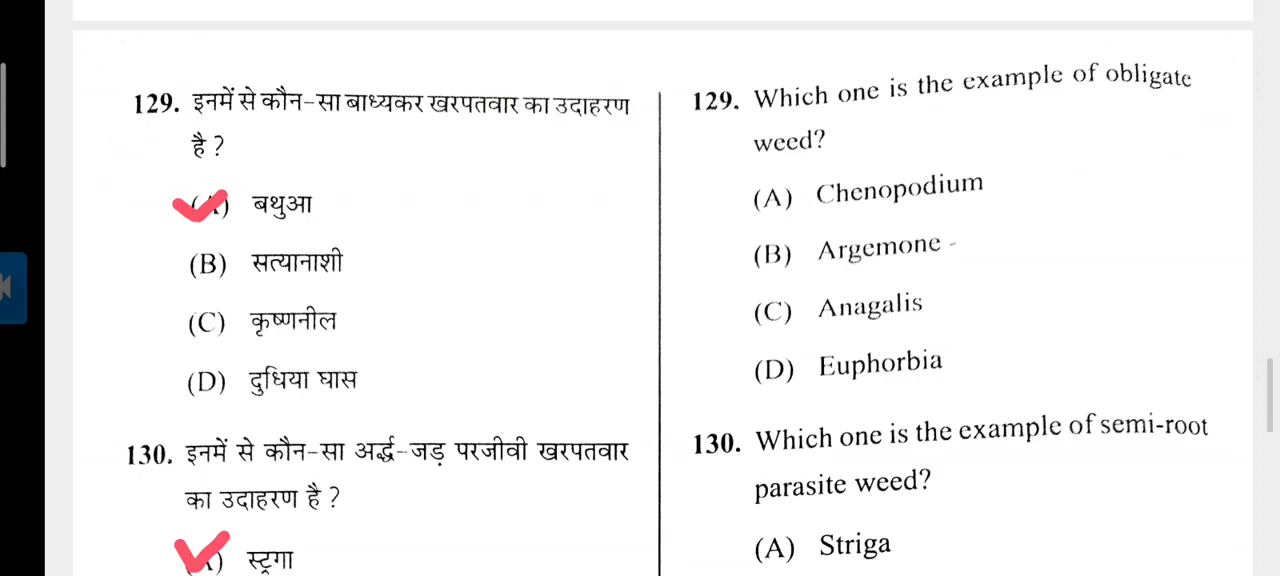 129. इनमें से कौन-सा बाध्यकर खरपतवार का उदाहरण
है ?
(A) बथुआ
(B) सत्यानाशी
(C) कृष्णनील
(D) दुधिया घास
130. इनमें से कौन-सा अर्द्ध-जड़ परजीवी खरपतवार
का उदाहरण है ?
(A) स्ट्रगा
129. Which one is the example of obligate
weed?
(A) Chenopodium
(B) Argemone -
(C) Anagalis
(D) Euphorbia
130. Which one is the example of semi-root
parasite weed?
(A) Striga